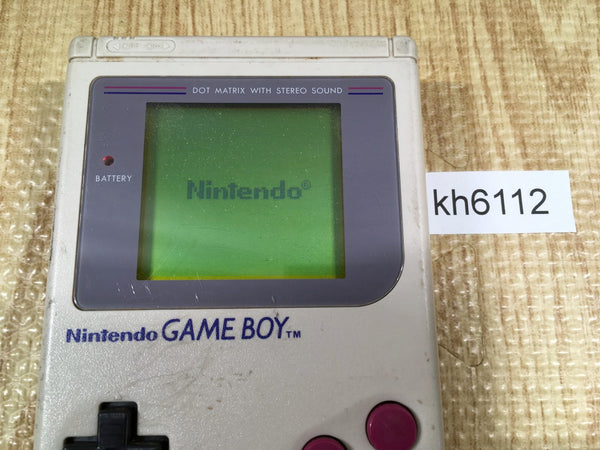 OFF•ON
DOT MATRIX WITH STEREO SOUND
BATTERY
Nintendo®
kh6112
Nintendo GAME BOY™